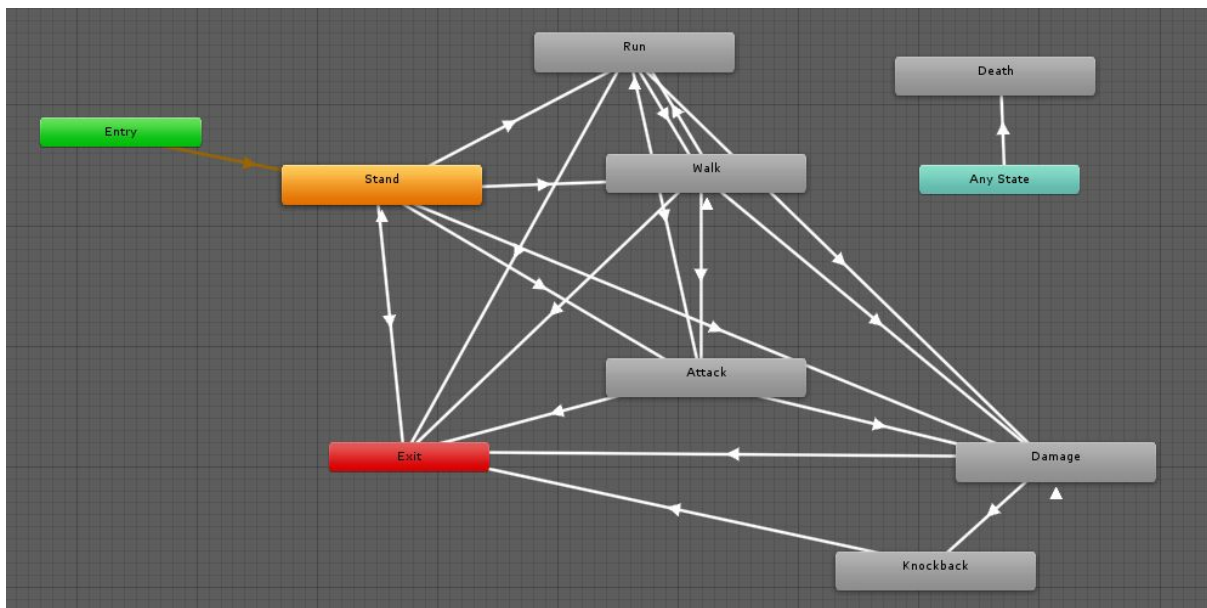 Run
Death
Entry
Walk
Stand
Any State
Attack
Exit
Damage
Knockback